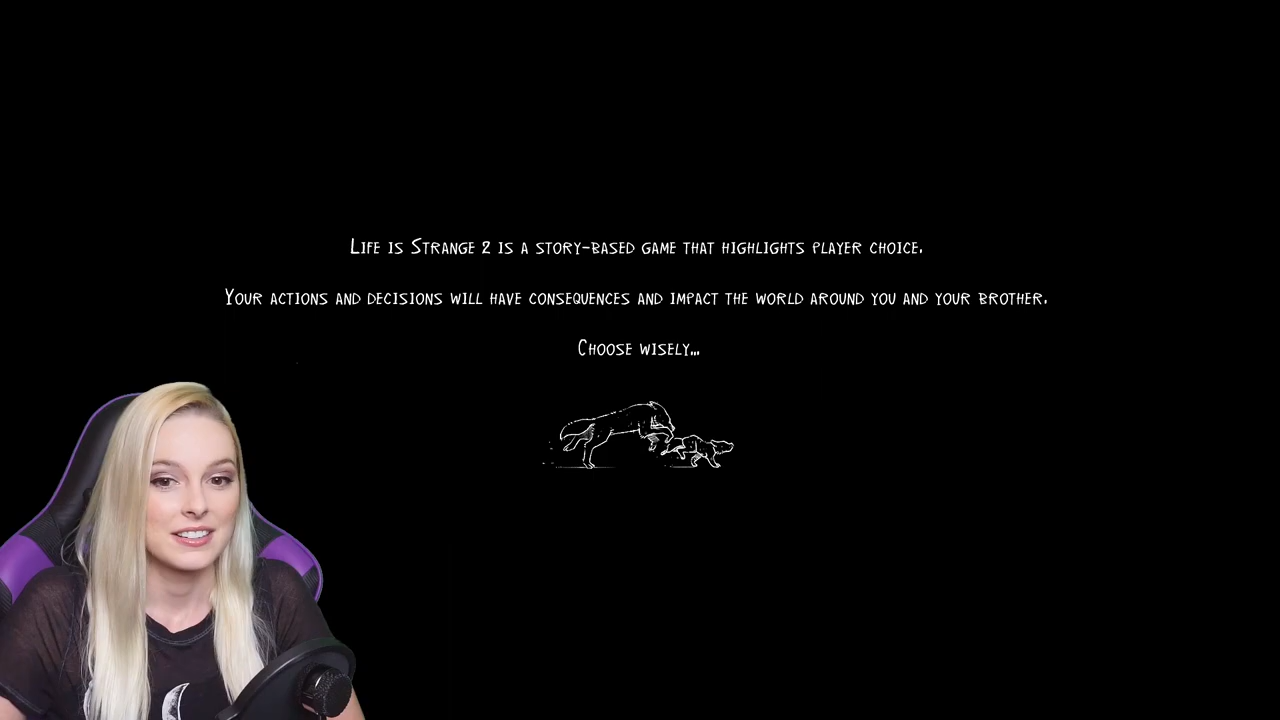 Life is Strange 2 is a story-based game that highlights player choice.
Your actions and decisions will have consequences and impact the world around you and your brother.
Choose wisely...